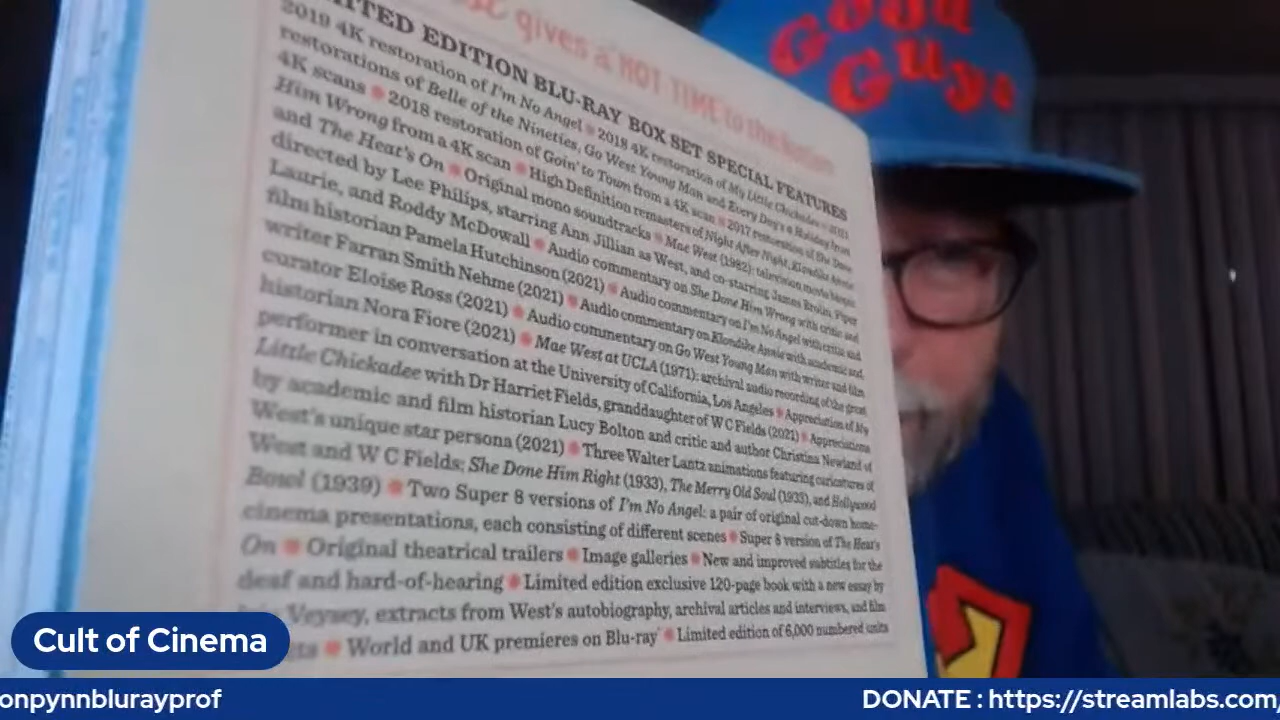 gives a HOT TIME to the Nation
ITED EDITION BLU-RAY BOX SET SPECIAL FEATURES
2019 4K restoration of I'm No Angel • 2018 4K restoration of My Little Chickadee • 2021
restorations of Belle of the Nineties, Go West Young Man and Every Day's a Holiday from
4K scans • 2018 restoration of Goin' to Town from a 4K scan • 2017 restoration of She Done
Him Wrong from a 4K scan • High Definition remasters of Night After Night, Klondike Annie
and The Heat's On • Original mono soundtracks • Mae West (1982): television movie biopic
directed by Lee Philips, starring Ann Jillian as West, and co-starring James Brolin, Piper
Laurie, and Roddy McDowall • Audio commentary on She Done Him Wrong with critic and
film historian Pamela Hutchinson (2021) • Audio commentary on I'm No Angel with critic and
writer Farran Smith Nehme (2021) • Audio commentary on Klondike Annie with academic and
curator Eloise Ross (2021) • Audio commentary on Go West Young Man with writer and film
historian Nora Fiore (2021) • Mae West at UCLA (1971): archival audio recording of the great
performer in conversation at the University of California, Los Angeles • Appreciation of My
Little Chickadee with Dr Harriet Fields, granddaughter of W C Fields (2021) • Appreciations
by academic and film historian Lucy Bolton and critic and author Christina Newland of
West's unique star persona (2021) • Three Walter Lantz animations featuring caricatures of
West and W C Fields: She Done Him Right (1933), The Merry Old Soul (1933), and Hollywood
Bowl (1939) • Two Super 8 versions of I'm No Angel: a pair of original cut-down home-
cinema presentations, each consisting of different scenes • Super 8 version of The Heat's
On • Original theatrical trailers • Image galleries • New and improved subtitles for the
deaf and hard-of-hearing • Limited edition exclusive 120-page book with a new essay by
Veysey, extracts from West's autobiography, archival articles and interviews, and film
• World and UK premieres on Blu-ray • Limited edition of 6,000 numbered units
Good
Guys
Cult of Cinema
onpynnblurayprof
DONATE : https://streamlabs.com/